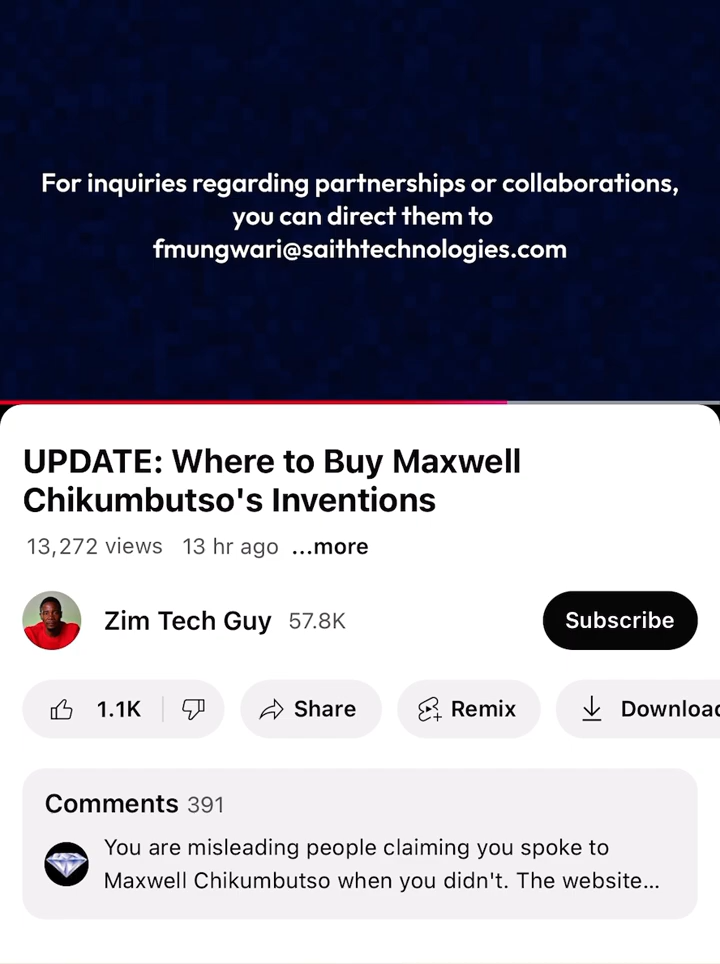 For inquiries regarding partnerships or collaborations,
you can direct them to
fmungwari@saithtechnologies.com
UPDATE: Where to Buy Maxwell
Chikumbutso's Inventions
13,272 views 13 hr ago ...more
Zim Tech Guy 57.8K
Subscribe
1.1K
Share
Remix
Download
Comments 391
You are misleading people claiming you spoke to
Maxwell Chikumbutso when you didn't. The website...